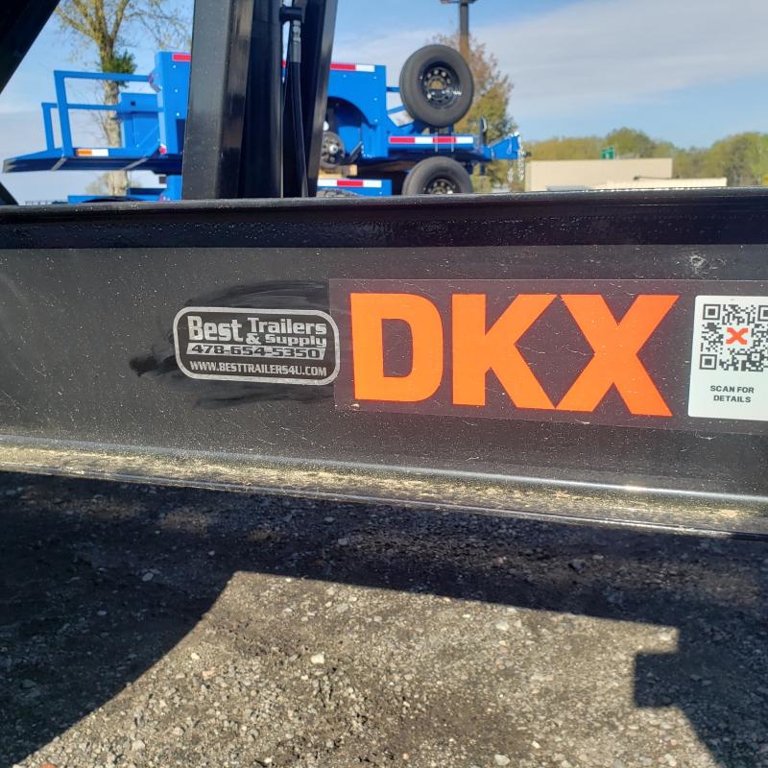 Best Trailers
& Supply
478-654-5350
WWW.BESTTRAILERS4U.COM
DKX
SCAN FOR
DETAILS